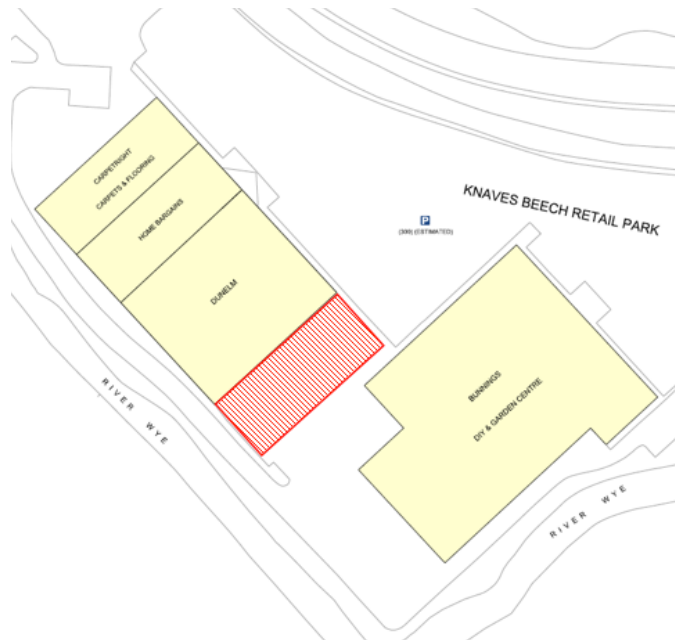 CARPETRIGHT
CARPETS & FLOORING
HOME BARGAINS
DUNELM
KNAVES BEECH RETAIL PARK
P
(399) (ESTIMATED)
BUNNINGS
DIY & GARDEN CENTRE
RIVER WYE
RIVER WYE